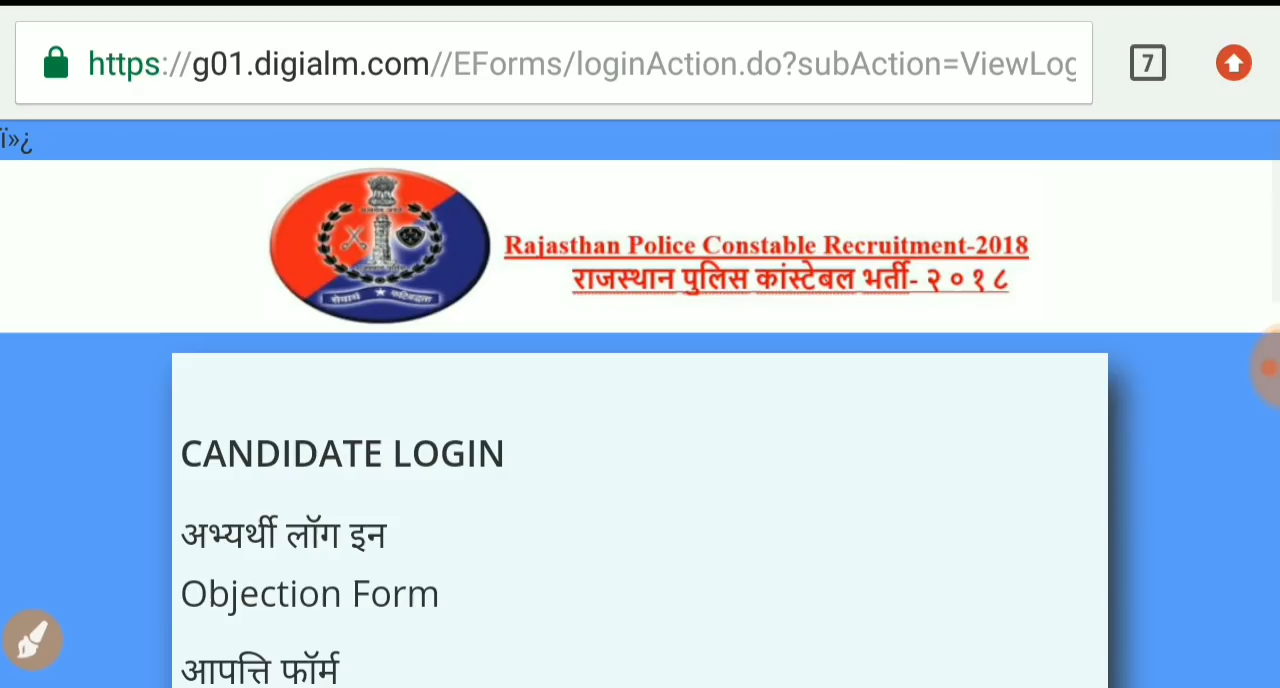 https://g01.digialm.com//EForms/loginAction.do?subAction=ViewLog
7
ï»¿
Rajasthan Police Constable Recruitment-2018
राजस्थान पुलिस कांस्टेबल भर्ती- २०१८
CANDIDATE LOGIN
अभ्यर्थी लॉग इन
Objection Form
आपत्ति फॉर्म